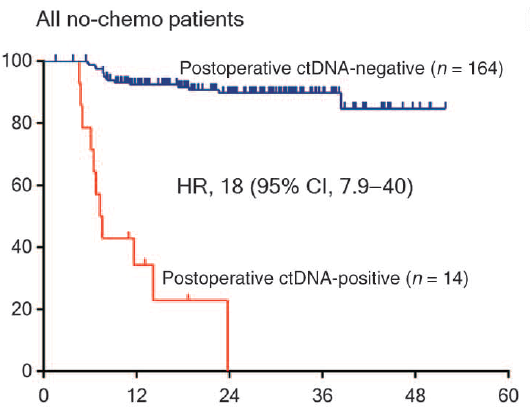 All no-chemo patients
100
Postoperative ctDNA-negative (n = 164)
80
60
HR, 18 (95% CI, 7.9–40)
40
Postoperative ctDNA-positive (n = 14)
20
0
0 12 24 36 48 60